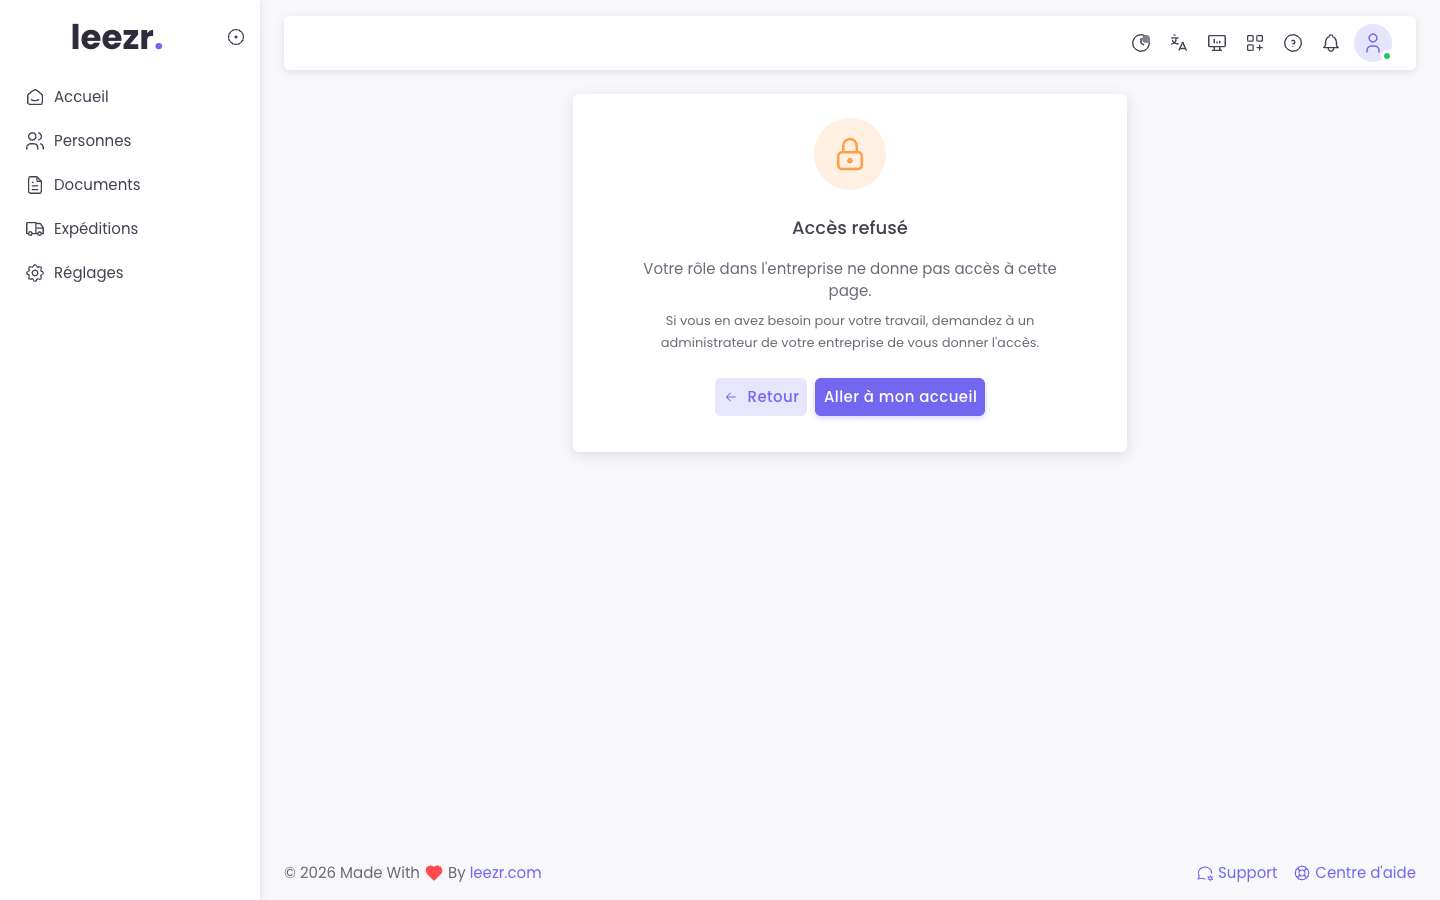 leezr.
Accueil
Personnes
Documents
Expéditions
Réglages
Accès refusé
Votre rôle dans l'entreprise ne donne pas accès à cette
page.
Si vous en avez besoin pour votre travail, demandez à un
administrateur de votre entreprise de vous donner l'accès.
Retour
Aller à mon accueil
© 2026 Made With By leezr.com
Support
Centre d'aide